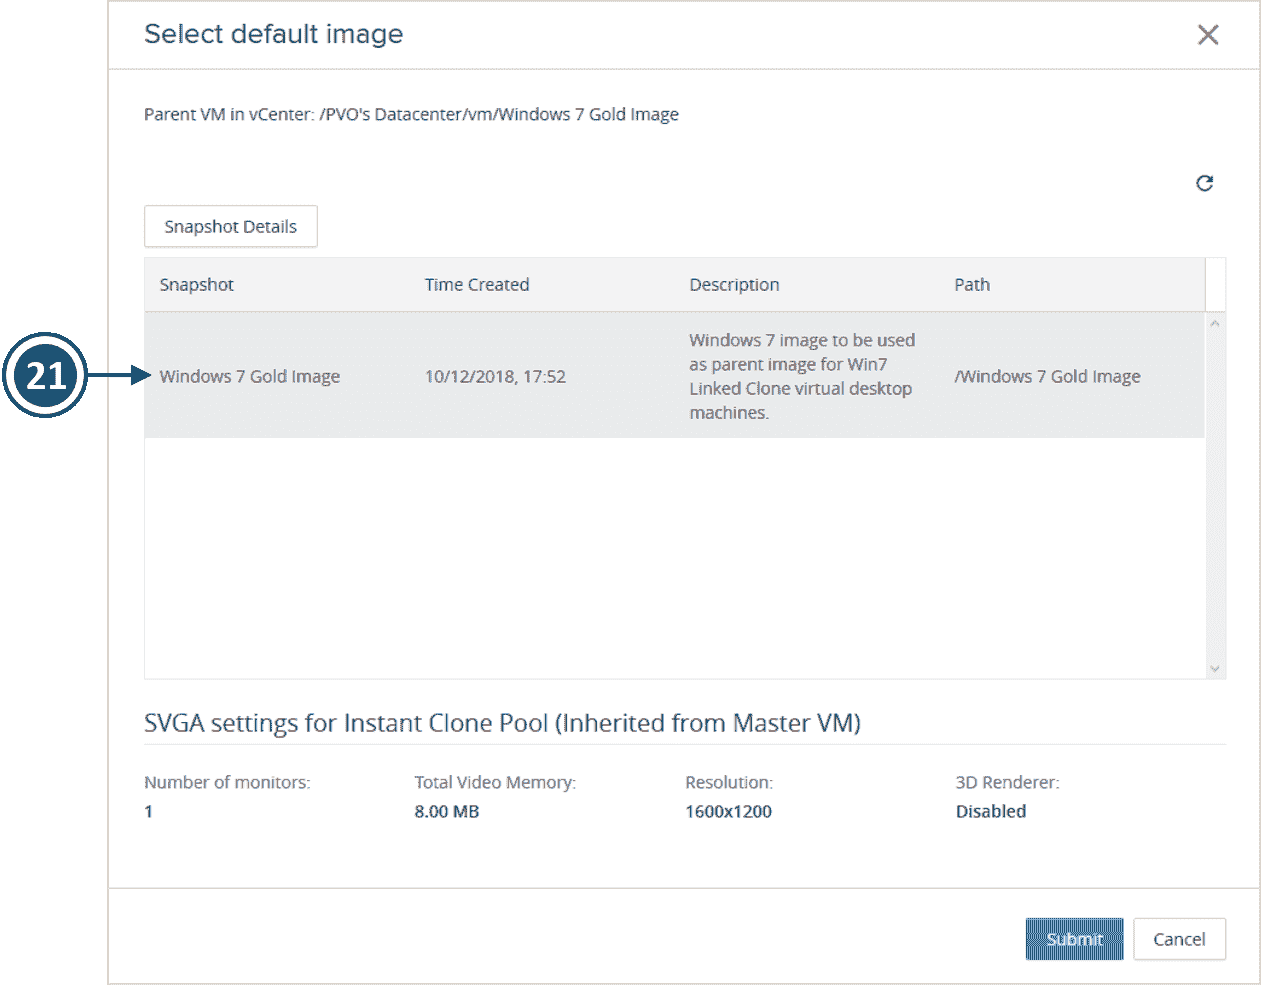 Select default image
Parent VM in vCenter: /PVO's Datacenter/vm/Windows 7 Gold Image
Snapshot Details
Snapshot Time Created Description Path
21
Windows 7 Gold Image 10/12/2018, 17:52
Windows 7 image to be used
as parent image for Win7
Linked Clone virtual desktop
machines.
/Windows 7 Gold Image
SVGA settings for Instant Clone Pool (Inherited from Master VM)
Number of monitors: Total Video Memory: Resolution: 3D Renderer:
1 8.00 MB 1600x1200 Disabled
Submit Cancel